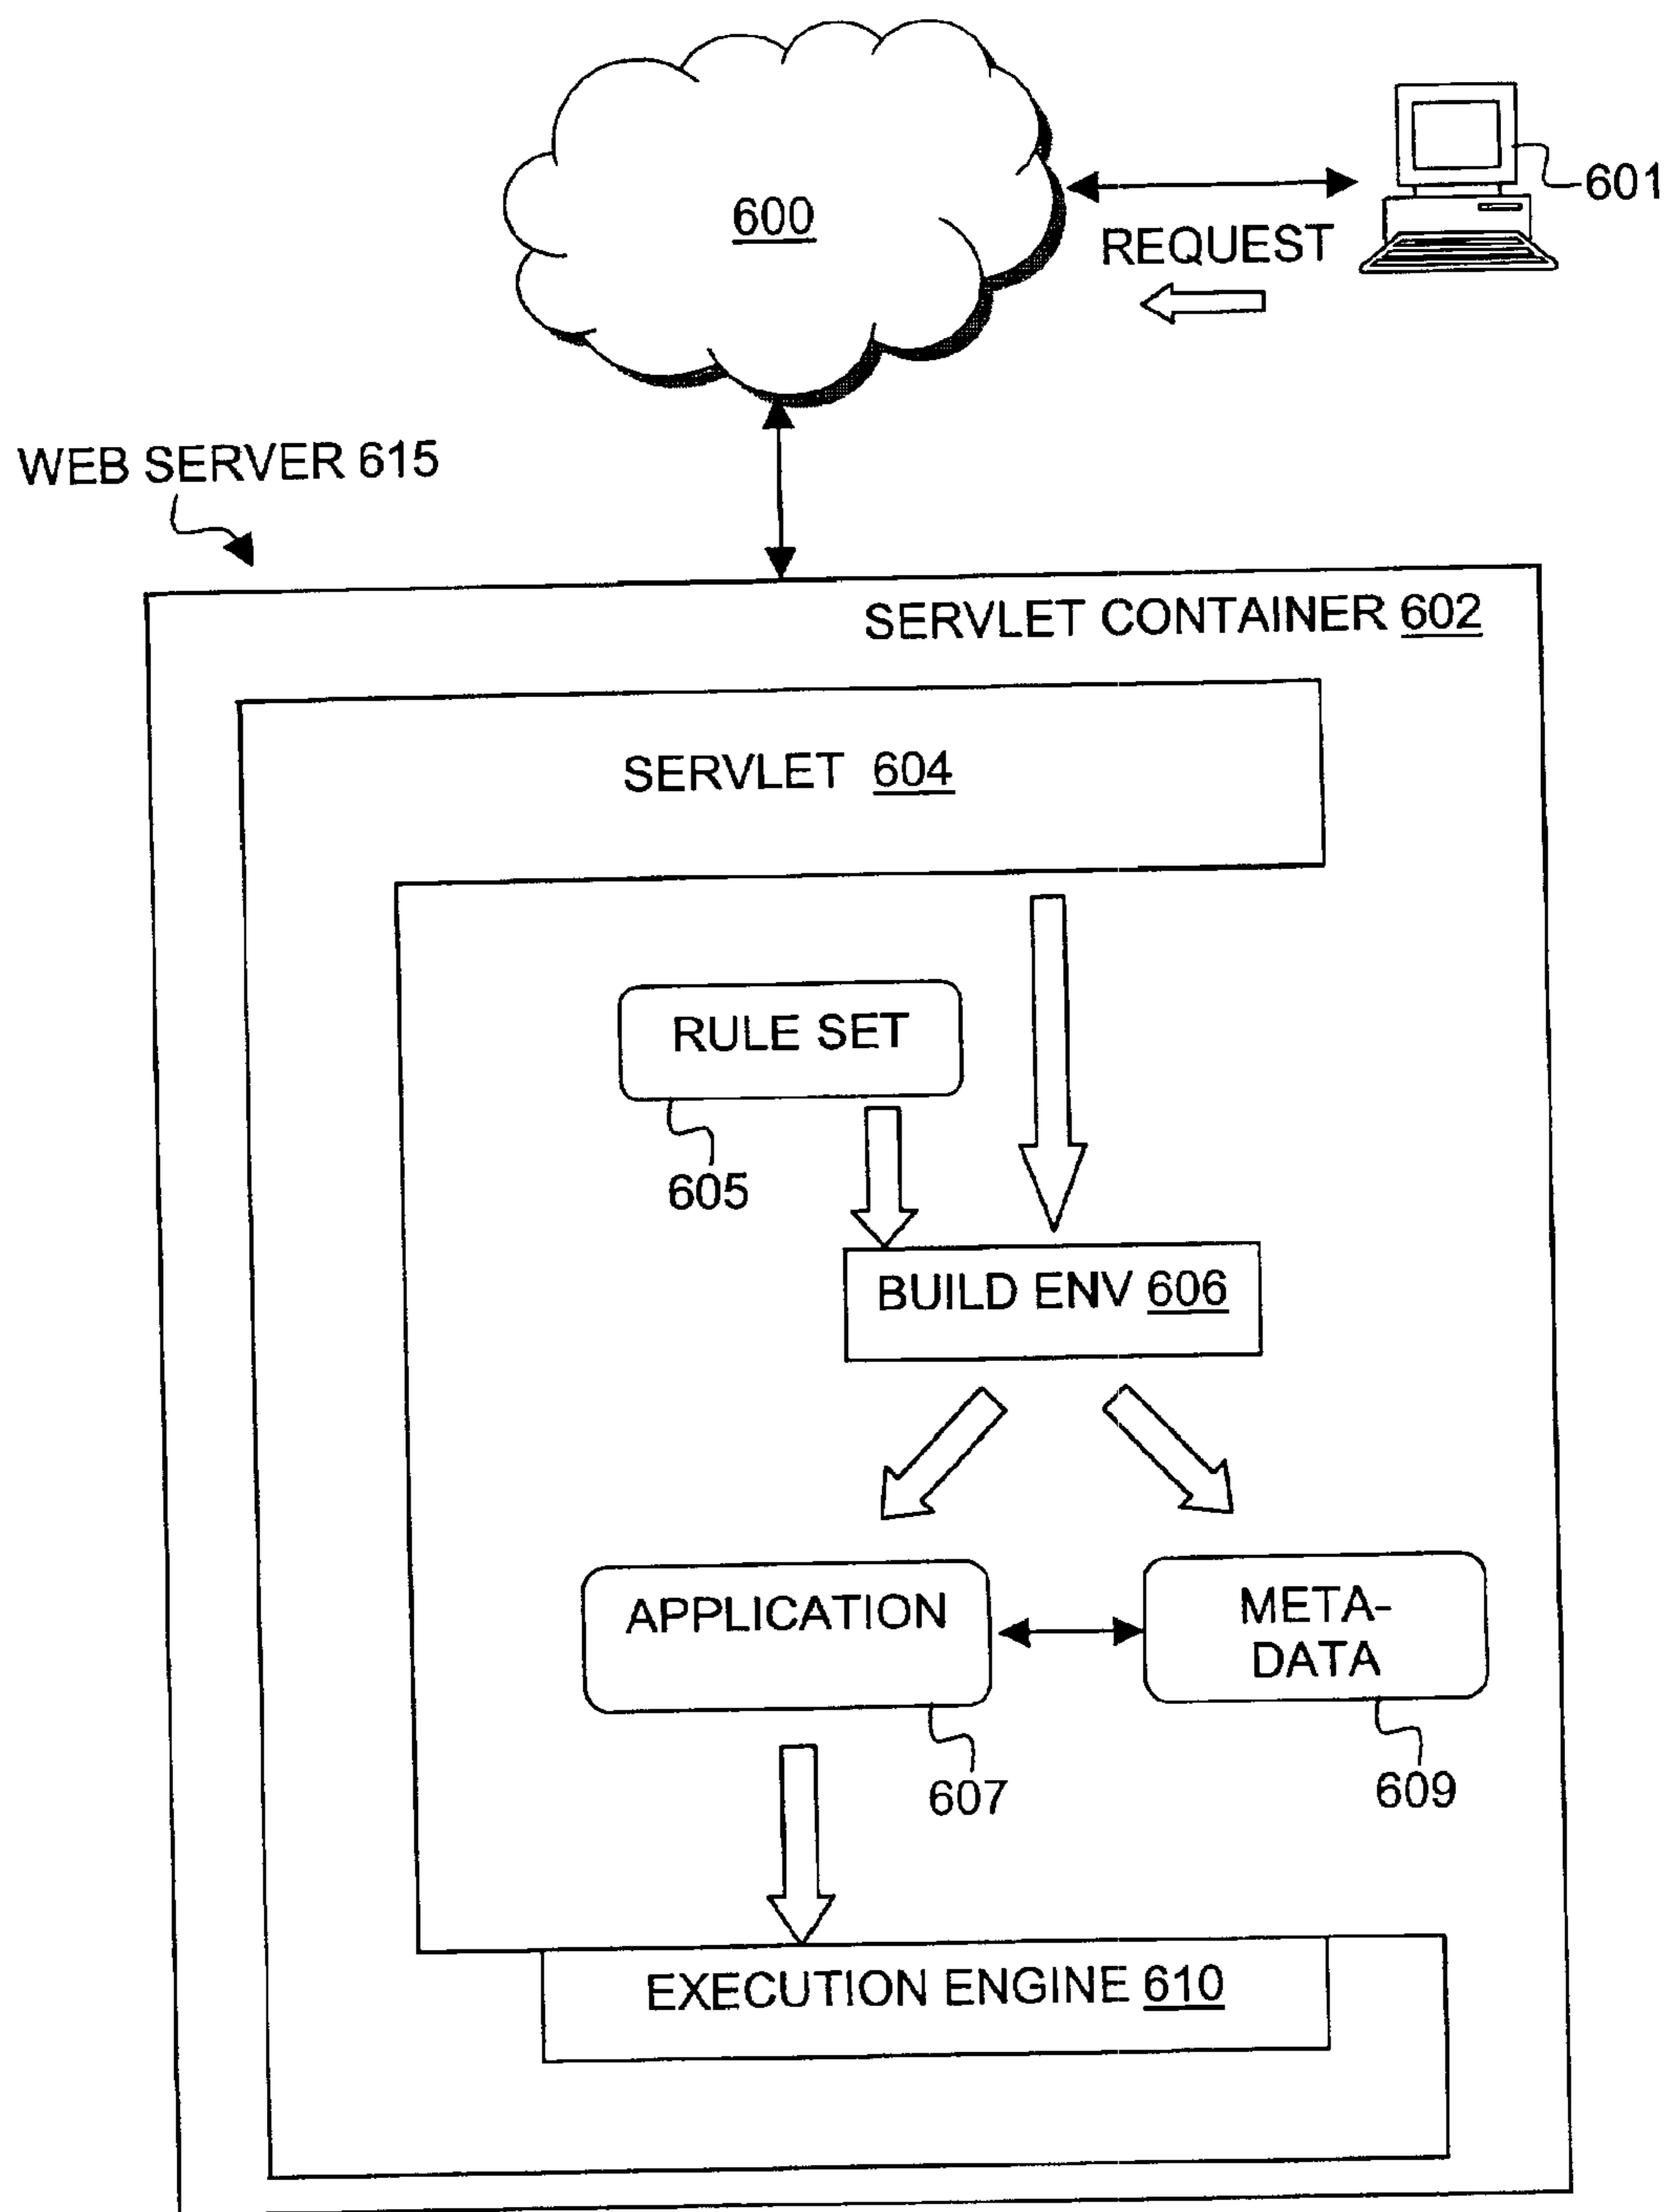 600
601
REQUEST
WEB SERVER 615
SERVLET CONTAINER 602
SERVLET 604
RULE SET
605
BUILD ENV 606
APPLICATION
META-
DATA
607
609
EXECUTION ENGINE 610